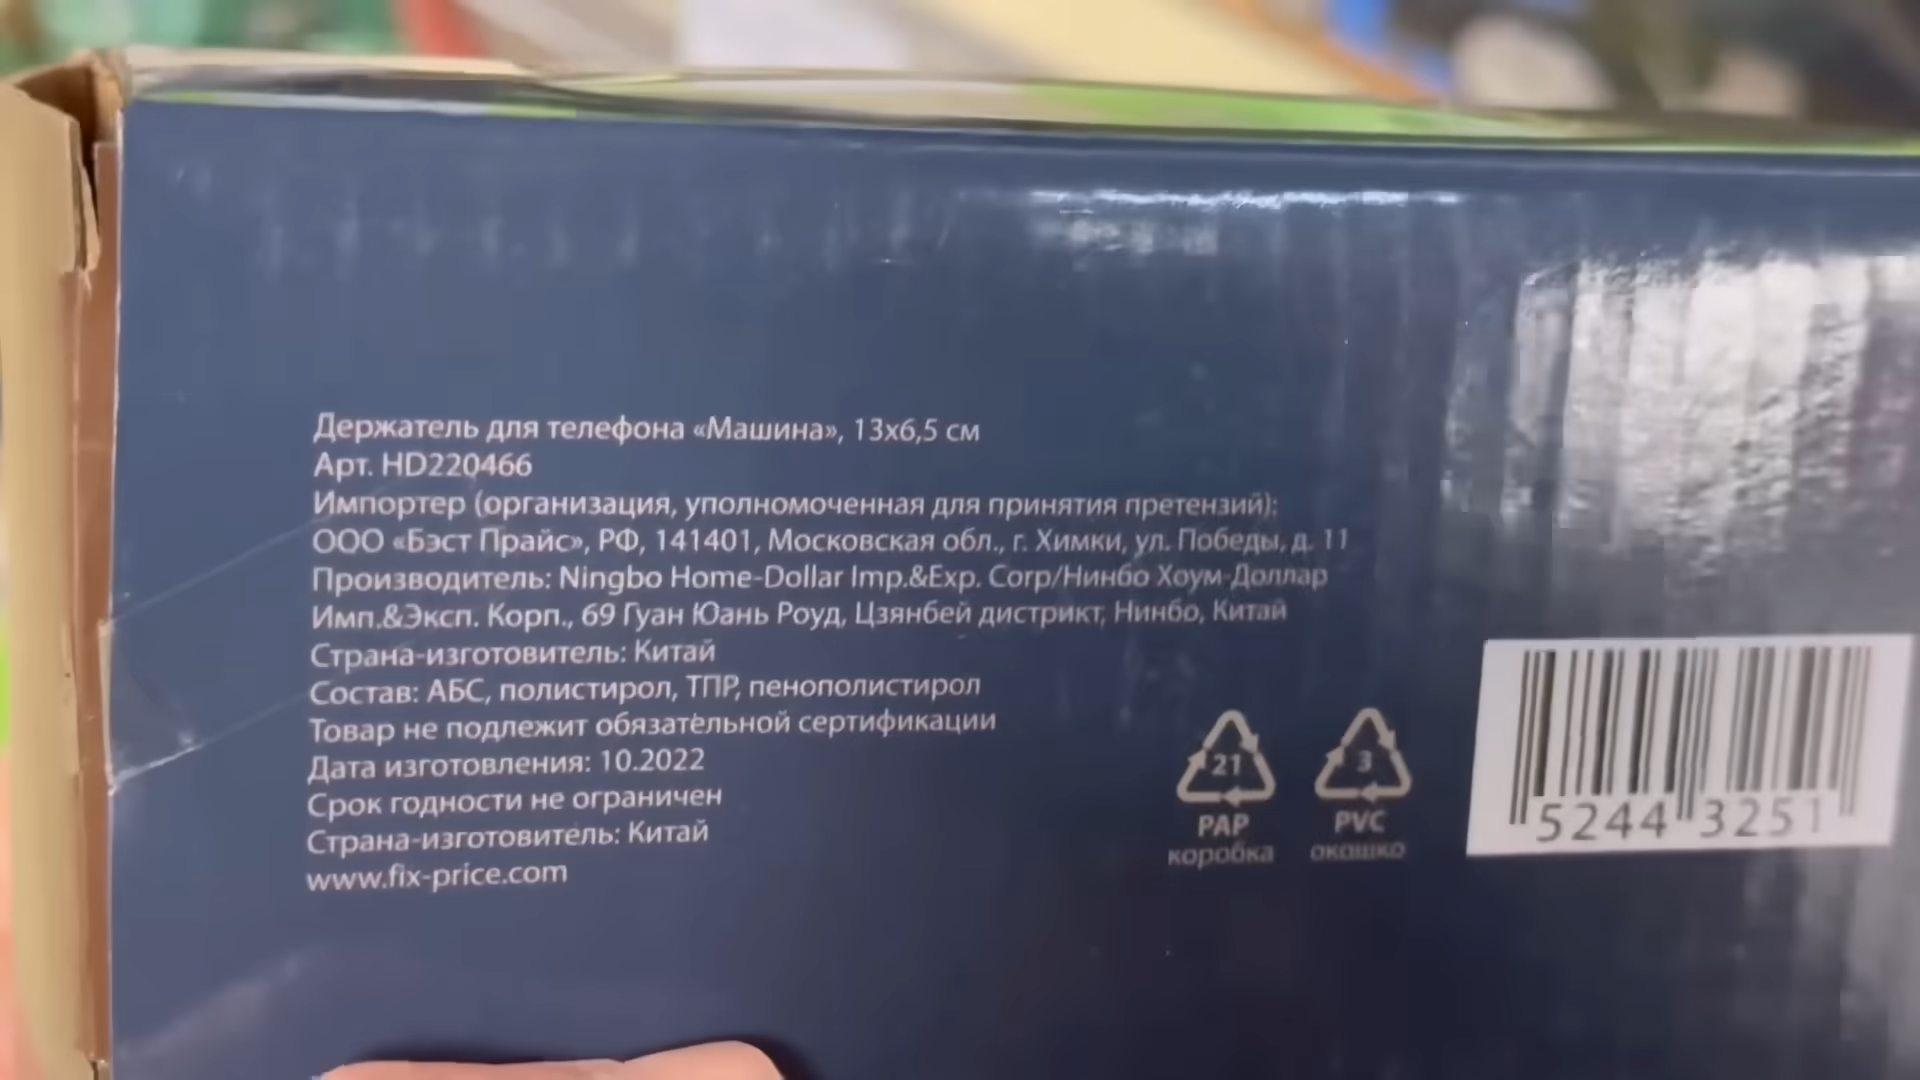 Держатель для телефона «Машина», 13x6,5 см
Арт. HD220466
Импортер (организация, уполномоченная для принятия претензий):
ООО «Бэст Прайс», РФ, 141401, Московская обл., г. Химки, ул. Победы, д. 11
Производитель: Ningbo Home-Dollar Imp.&Exp. Corp/Нинбо Хоум-Доллар
Имп.&Эксп. Корп., 69 Гуан Юань Роуд, Цзянбей дистрикт, Нинбо, Китай
Страна-изготовитель: Китай
Состав: АБС, полистирол, ТПР, пенополистирол
Товар не подлежит обязательной сертификации
Дата изготовления: 10.2022
Срок годности не ограничен
Страна-изготовитель: Китай
www.fix-price.com
21
PAP
коробка
3
PVC
окошко
5244 3251